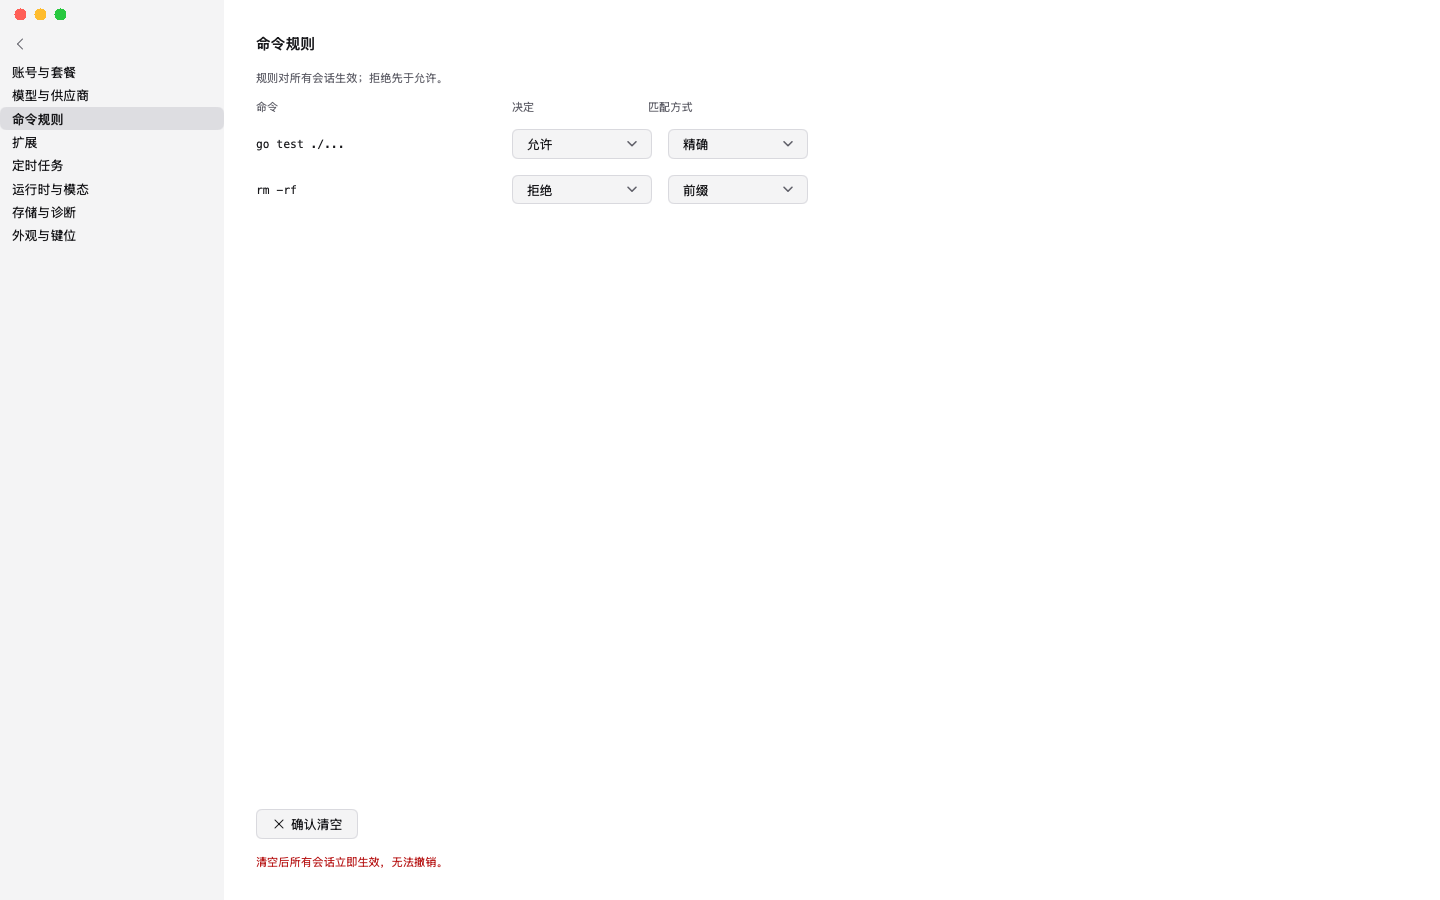 账号与套餐
模型与供应商
命令规则
扩展
定时任务
运行时与模态
存储与诊断
外观与键位
命令规则
规则对所有会话生效；拒绝先于允许。
命令 决定 匹配方式
go test ./... 允许 精确
rm -rf 拒绝 前缀
确认清空
清空后所有会话立即生效，无法撤销。